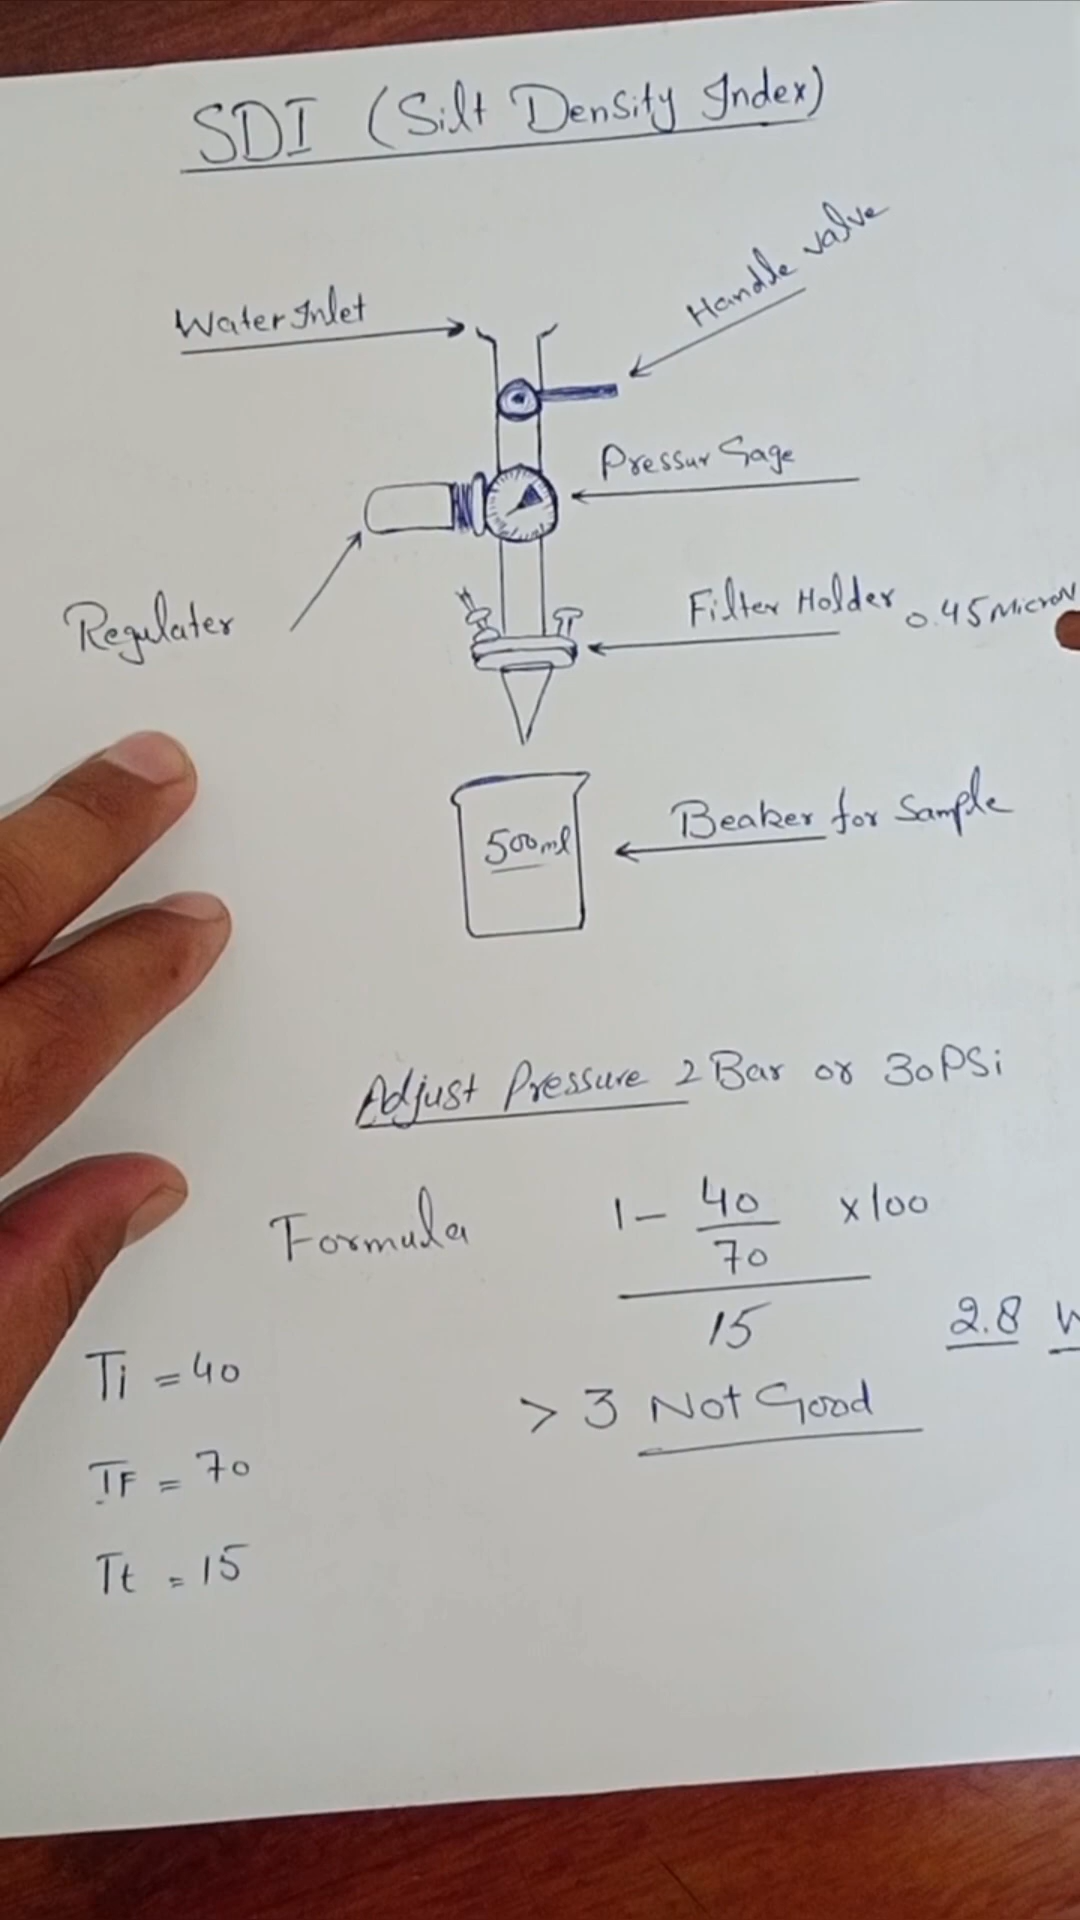 SDI (Silt Density Index)
Handle valve
Water Inlet
Pressur Gage
Regulater
Filter Holder 0.45 Micron
500ml
Beaker for Sample
Adjust Pressure 2 Bar or 30 PSi
Formula
1 - 40 x100
70
15
2.8
Ti = 40
> 3 Not Good
TF = 70
Tt = 15